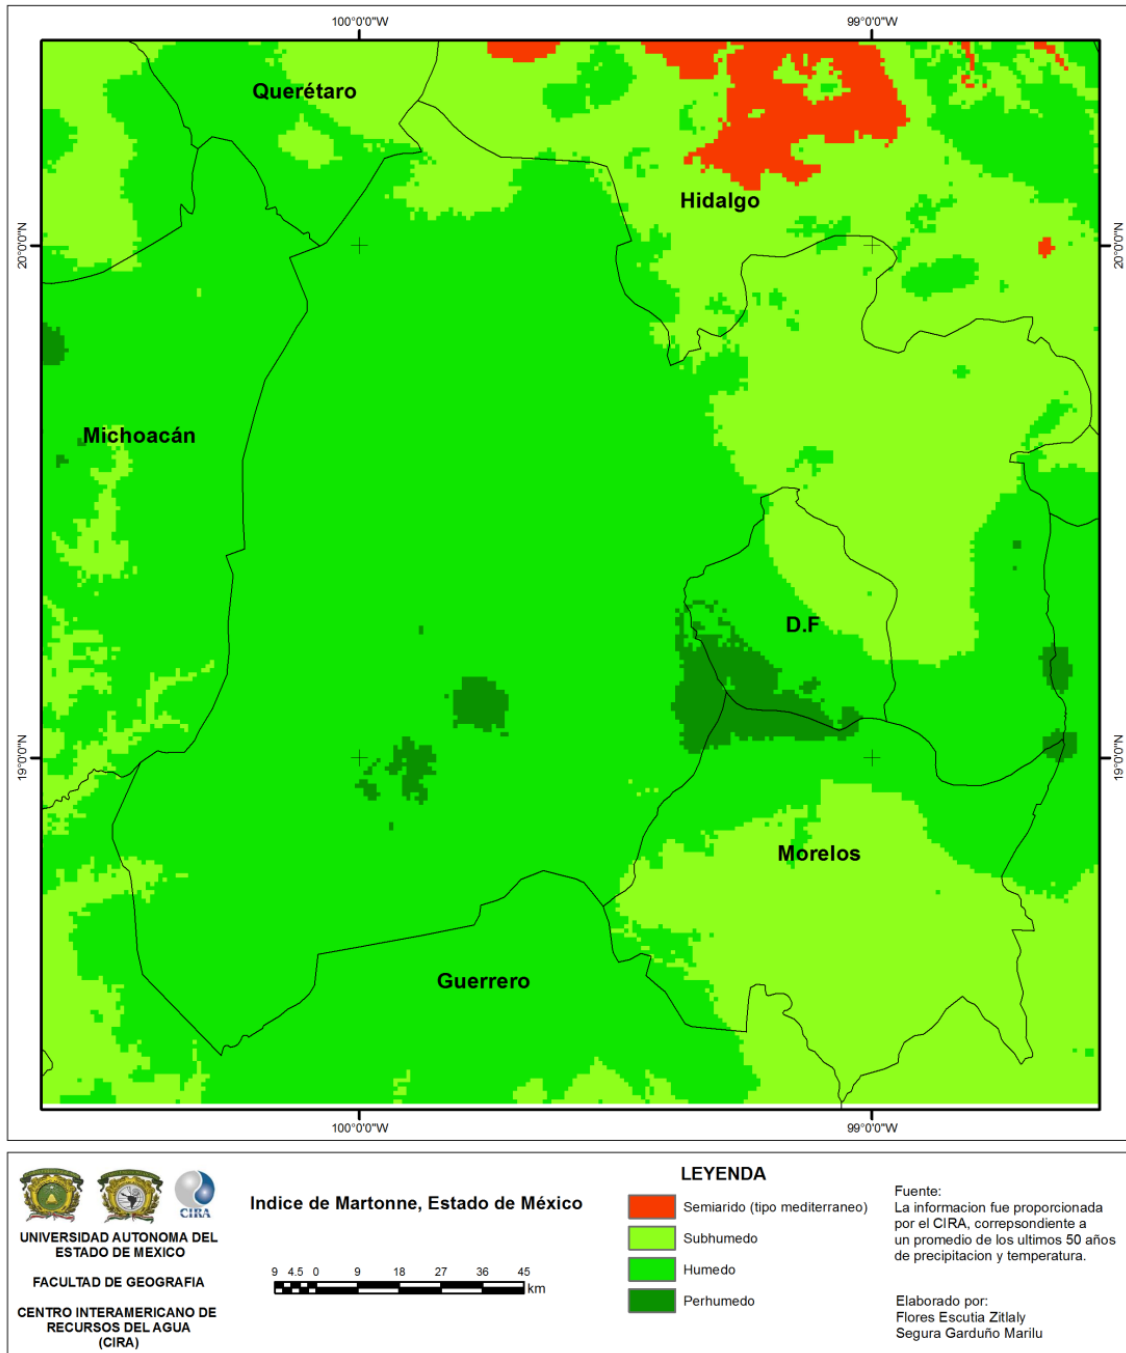 100°0'0"W
99°0'0"W
Querétaro
Hidalgo
20°0'0"N
20°0'0"N
Michoacán
D.F
19°0'0"N
19°0'0"N
Morelos
Guerrero
100°0'0"W
99°0'0"W
CIRA
UNIVERSIDAD AUTONOMA DEL
ESTADO DE MEXICO
FACULTAD DE GEOGRAFIA
CENTRO INTERAMERICANO DE
RECURSOS DEL AGUA
(CIRA)
Indice de Martonne, Estado de México
9 4.5 0 9 18 27 36 45
km
LEYENDA
Semiarido (tipo mediterraneo)
Subhumedo
Humedo
Perhumedo
Fuente:
La informacion fue proporcionada
por el CIRA, correpsondiente a
un promedio de los ultimos 50 años
de precipitacion y temperatura.
Elaborado por:
Flores Escutia Zitlaly
Segura Garduño Marilu